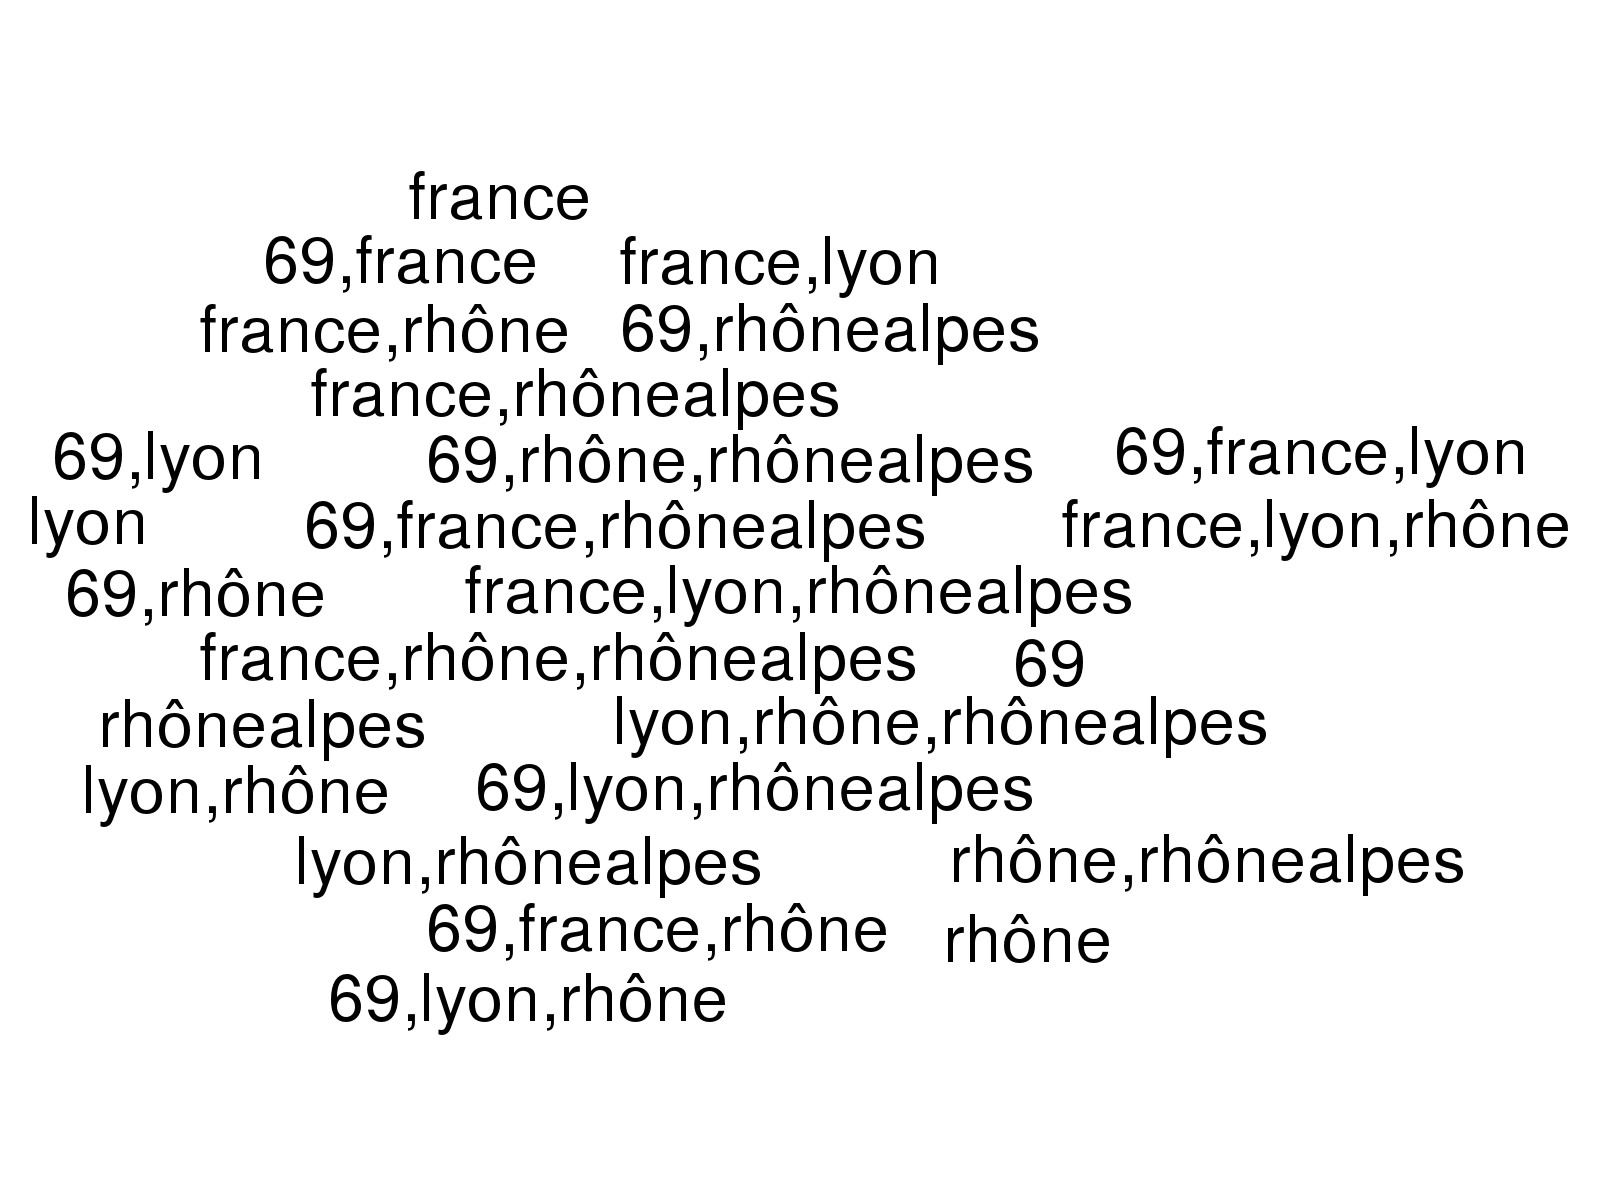 france
69,france france,lyon
france,rhône 69,rhônealpes
france,rhônealpes
69,lyon 69,rhône,rhônealpes 69,france,lyon
lyon 69,france,rhônealpes france,lyon,rhône
69,rhône france,lyon,rhônealpes
france,rhône,rhônealpes 69
rhônealpes lyon,rhône,rhônealpes
lyon,rhône 69,lyon,rhônealpes
lyon,rhônealpes rhône,rhônealpes
69,france,rhône rhône
69,lyon,rhône